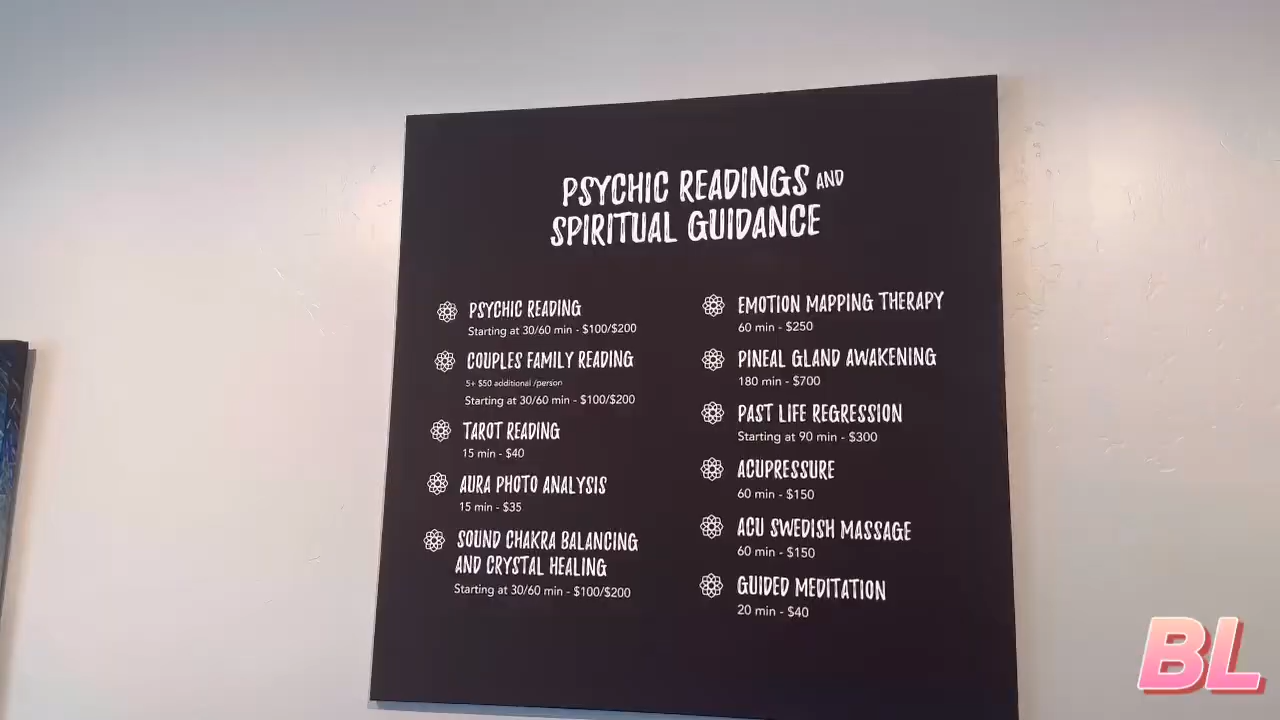 PSYCHIC READINGS AND
SPIRITUAL GUIDANCE
PSYCHIC READING
Starting at 30/60 min - $100/$200
COUPLES FAMILY READING
5+ $50 additional /person
Starting at 30/60 min - $100/$200
TAROT READING
15 min - $40
AURA PHOTO ANALYSIS
15 min - $35
SOUND CHAKRA BALANCING
AND CRYSTAL HEALING
Starting at 30/60 min - $100/$200
EMOTION MAPPING THERAPY
60 min - $250
PINEAL GLAND AWAKENING
180 min - $700
PAST LIFE REGRESSION
Starting at 90 min - $300
ACUPRESSURE
60 min - $150
ACU SWEDISH MASSAGE
60 min - $150
GUIDED MEDITATION
20 min - $40
BL